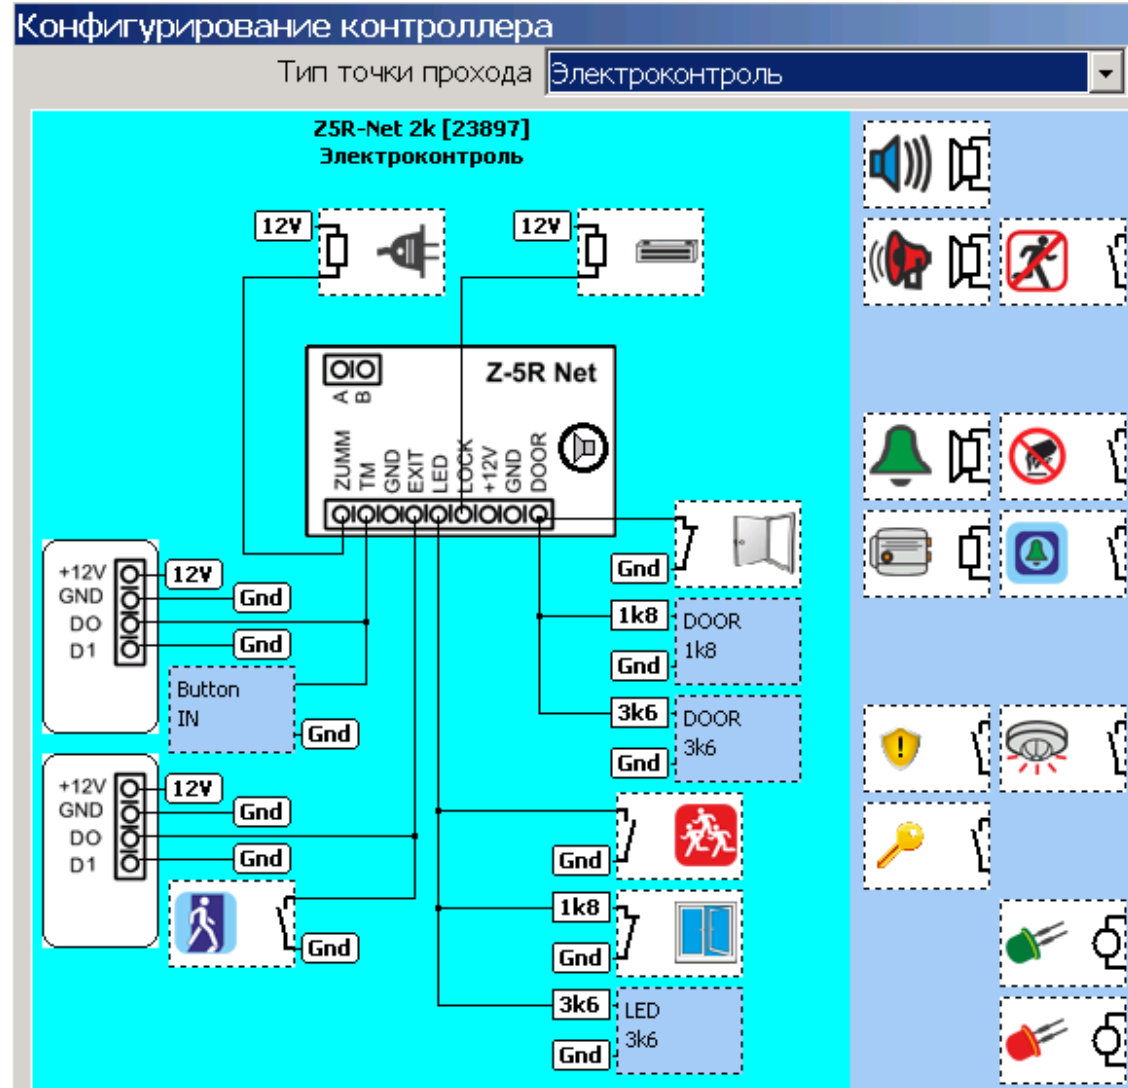 Конфигурирование контроллера
Тип точки прохода Электроконтроль
Z5R-Net 2k [23897]
Электроконтроль
12V
12V
Z-5R Net
A B
ZUMM TM GND EXIT LED LOCK +12V GND DOOR
+12V 12V
GND Gnd
DO
D1 Gnd
Button
IN
Gnd
Gnd
1k8 DOOR
1k8
Gnd
3k6 DOOR
3k6
Gnd
+12V 12V
GND Gnd
DO
D1 Gnd
Gnd
Gnd
1k8
Gnd
3k6 LED
3k6
Gnd